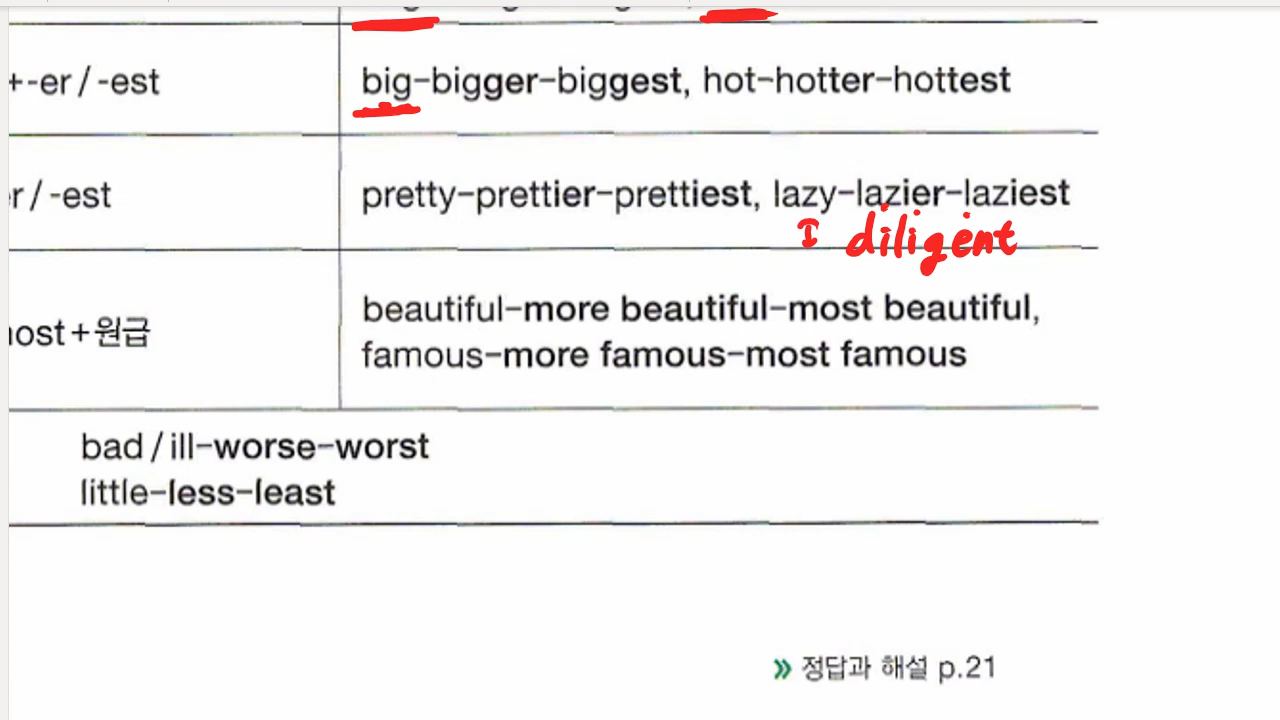 +-er / -est
big-bigger-biggest, hot-hotter-hottest
r / -est
pretty-prettier-prettiest, lazy-lazier-laziest
I diligent
ost+원급
beautiful-more beautiful-most beautiful,
famous-more famous-most famous
bad / ill-worse-worst
little-less-least
» 정답과 해설 p.21